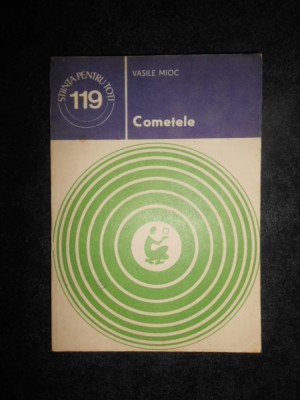 ȘTIINȚA PENTRU TOȚI
119
VASILE MIOC
Cometele